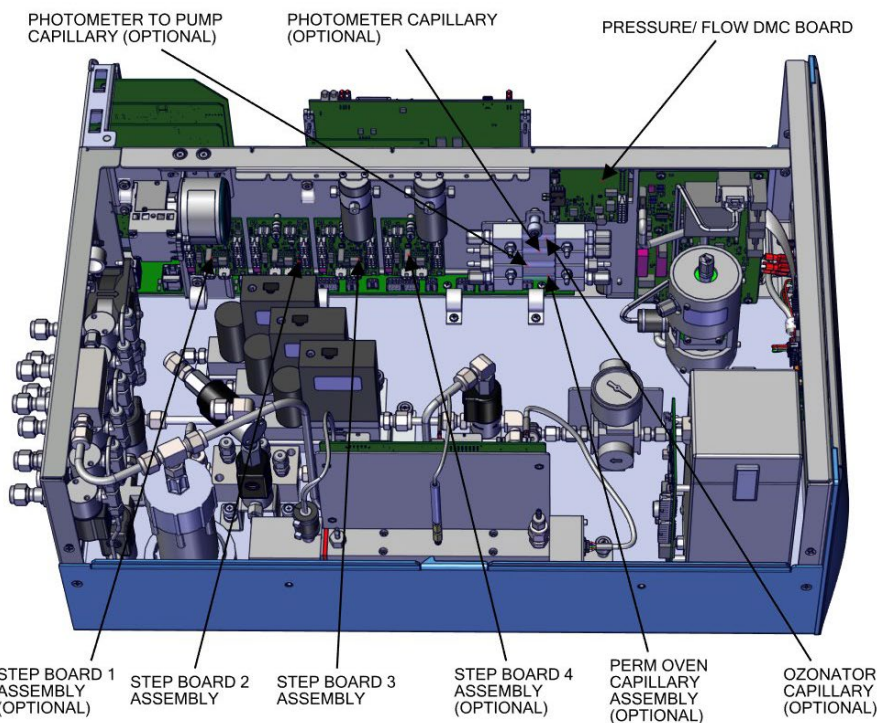 PHOTOMETER TO PUMP
CAPILLARY (OPTIONAL)
PHOTOMETER CAPILLARY
(OPTIONAL)
PRESSURE/ FLOW DMC BOARD
STEP BOARD 1
ASSEMBLY
(OPTIONAL)
STEP BOARD 2
ASSEMBLY
STEP BOARD 3
ASSEMBLY
STEP BOARD 4
ASSEMBLY
(OPTIONAL)
PERM OVEN
CAPILLARY
ASSEMBLY
(OPTIONAL)
OZONATOR
CAPILLARY
(OPTIONAL)